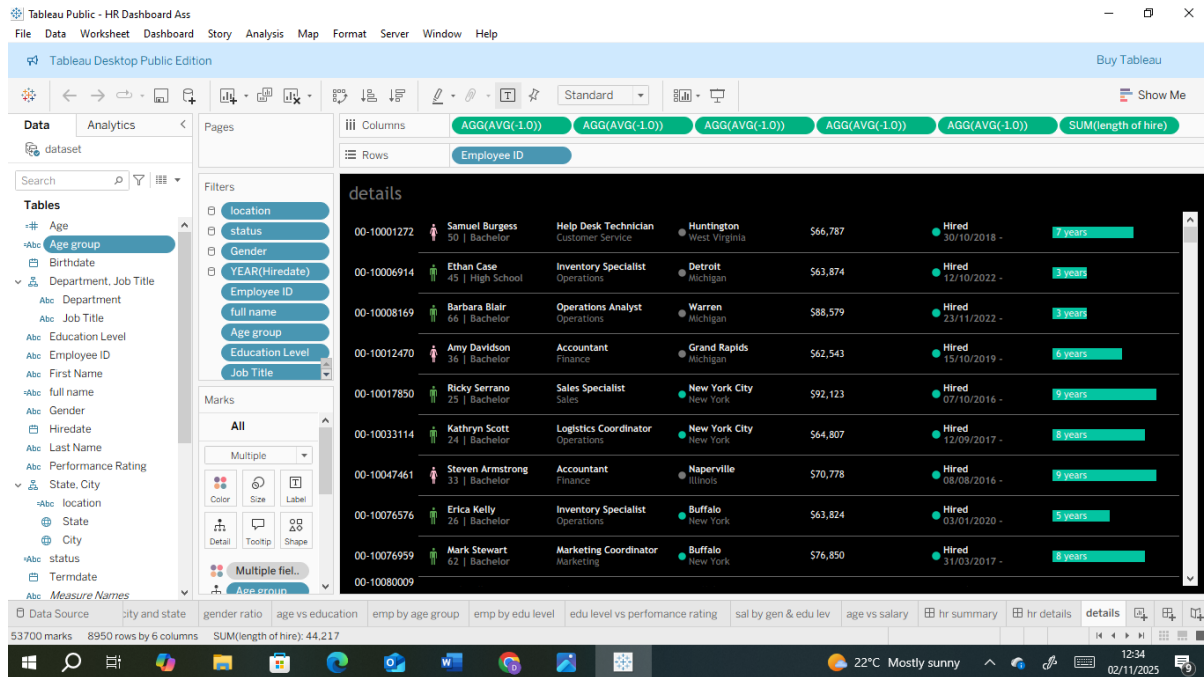 Tableau Public - HR Dashboard Ass
File Data Worksheet Dashboard Story Analysis Map Format Server Window Help
Tableau Desktop Public Edition Buy Tableau
Standard Show Me
Data Analytics
dataset
Search
Tables
Age
Abc Age group
Birthdate
Department, Job Title
Abc Department
Abc Job Title
Abc Education Level
Abc Employee ID
Abc First Name
Abc full name
Abc Gender
Hiredate
Abc Last Name
Abc Performance Rating
State, City
Abc location
State
City
Abc status
Termdate
Abc Measure Names
Pages
Filters
location
status
Gender
YEAR(Hiredate)
Employee ID
full name
Age group
Education Level
Job Title
Marks
All
Multiple
Color Size Label
Detail Tooltip Shape
Multiple fiel..
Age group
Columns AGG(AVG(-1.0)) AGG(AVG(-1.0)) AGG(AVG(-1.0)) AGG(AVG(-1.0)) AGG(AVG(-1.0)) SUM(length of hire)
Rows Employee ID
details
00-10001272 Samuel Burgess Help Desk Technician Huntington $66,787 Hired 7 years
50 | Bachelor Customer Service West Virginia 30/10/2018 -
00-10006914 Ethan Case Inventory Specialist Detroit $63,874 Hired 3 years
45 | High School Operations Michigan 12/10/2022 -
00-10008169 Barbara Blair Operations Analyst Warren $88,579 Hired 3 years
66 | Bachelor Operations Michigan 23/11/2022 -
00-10012470 Amy Davidson Accountant Grand Rapids $62,543 Hired 6 years
36 | Bachelor Finance Michigan 15/10/2019 -
00-10017850 Ricky Serrano Sales Specialist New York City $92,123 Hired 9 years
25 | Bachelor Sales New York 07/10/2016 -
00-10033114 Kathryn Scott Logistics Coordinator New York City $64,807 Hired 8 years
24 | Bachelor Operations New York 12/09/2017 -
00-10047461 Steven Armstrong Accountant Naperville $70,778 Hired 9 years
33 | Bachelor Finance Illinois 08/08/2016 -
00-10076576 Erica Kelly Inventory Specialist Buffalo $63,824 Hired 5 years
26 | Bachelor Operations New York 03/01/2020 -
00-10076959 Mark Stewart Marketing Coordinator Buffalo $76,850 Hired 8 years
62 | Bachelor Marketing New York 31/03/2017 -
00-10080009
Data Source city and state gender ratio age vs education emp by age group emp by edu level edu level vs perfomance rating sal by gen & edu lev age vs salary hr summary hr details details
53700 marks 8950 rows by 6 columns SUM(length of hire): 44,217
22°C Mostly sunny 12:34
02/11/2025 9